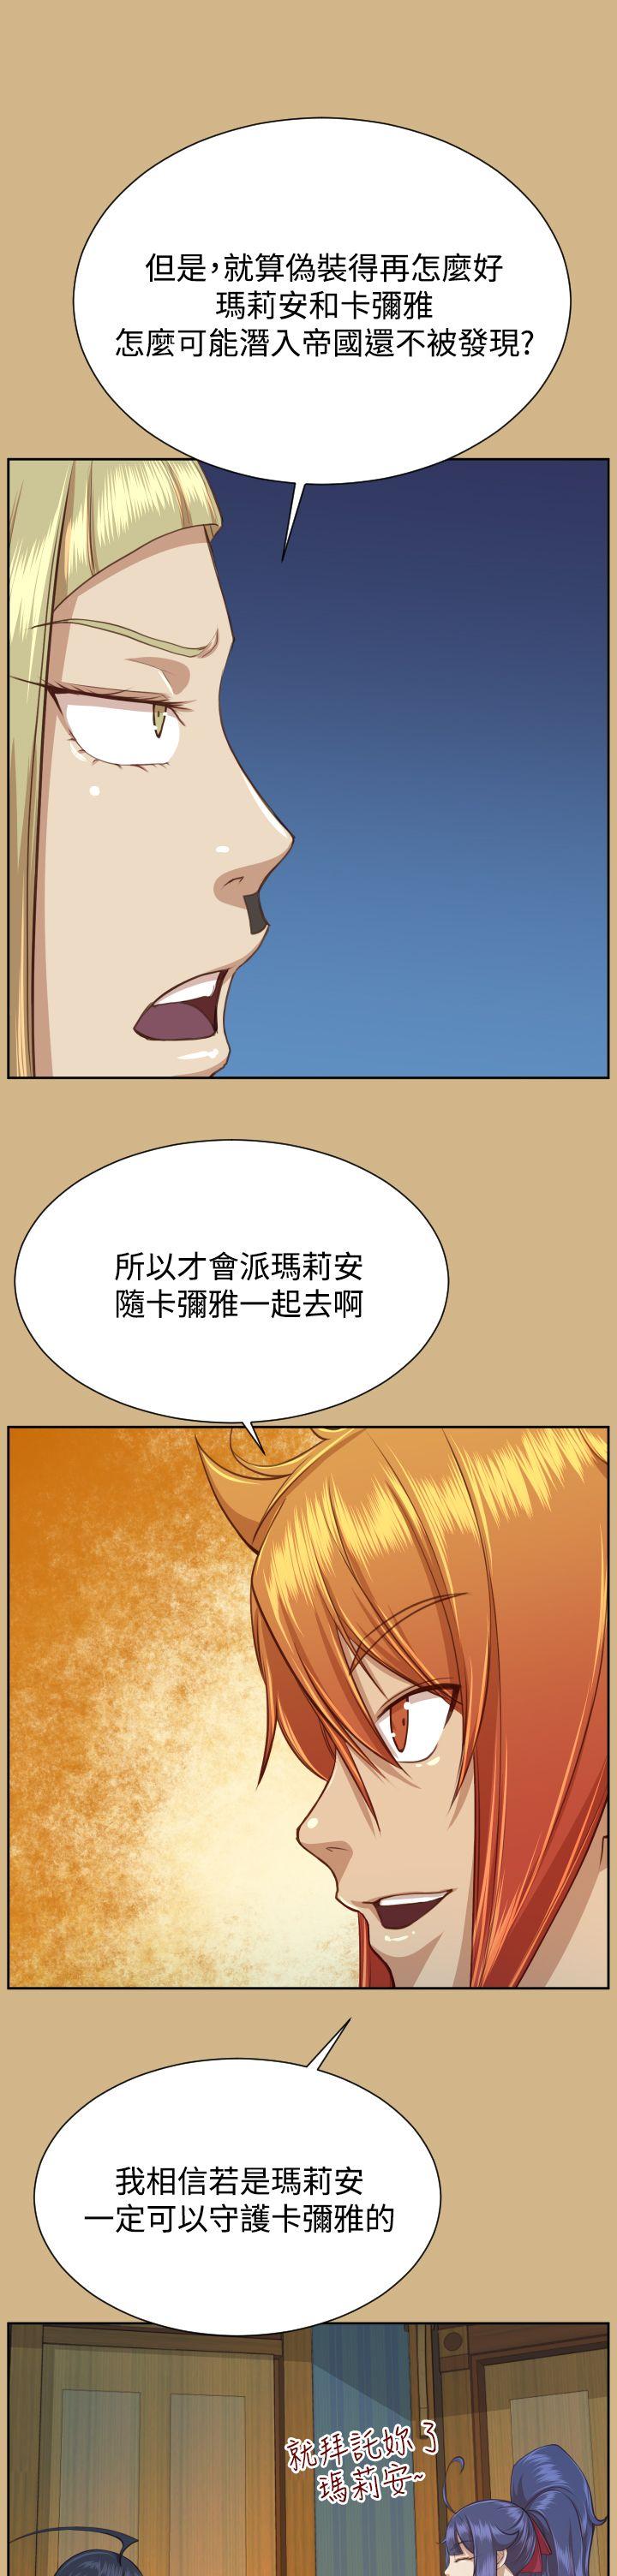 但是，就算偽裝得再怎麼好
瑪莉安和卡彌雅
怎麼可能潛入帝國還不被發現？
所以才會派瑪莉安
隨卡彌雅一起去啊
我相信若是瑪莉安
一定可以守護卡彌雅的
就拜託妳了
瑪莉安~